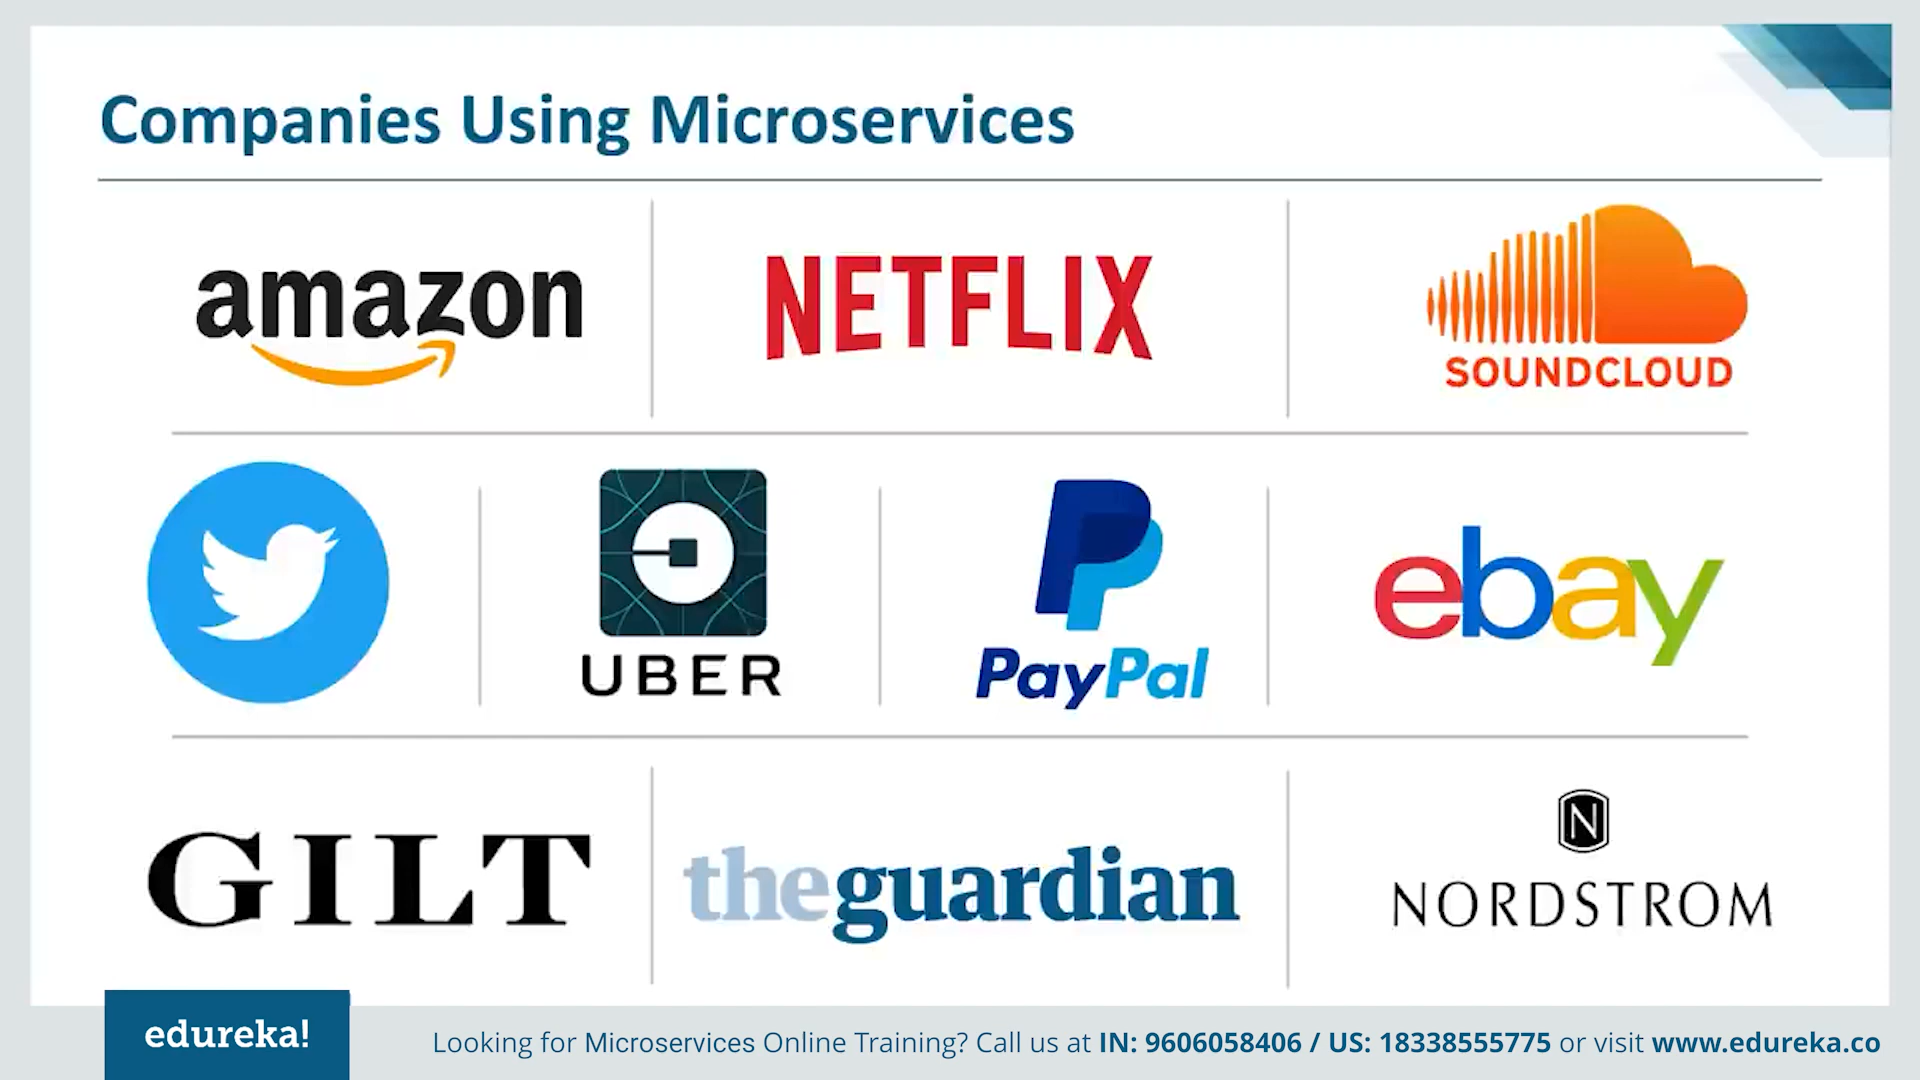 Companies Using Microservices
amazon
NETFLIX
SOUNDCLOUD
UBER
PayPal
ebay
GILT
theguardian
N
NORDSTROM
edureka!
Looking for Microservices Online Training? Call us at IN: 9606058406 / US: 18338555775 or visit www.edureka.co